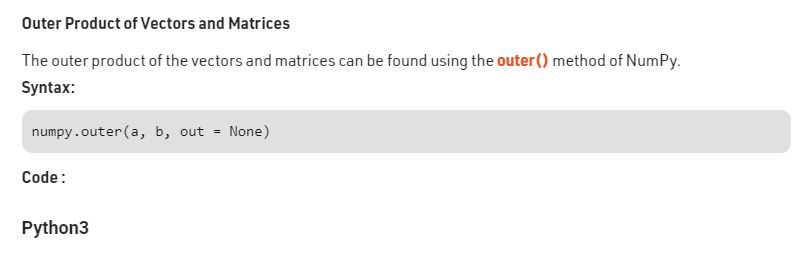 Outer Product of Vectors and Matrices
The outer product of the vectors and matrices can be found using the outer() method of NumPy.
Syntax:
numpy.outer(a, b, out = None)
Code :
Python3